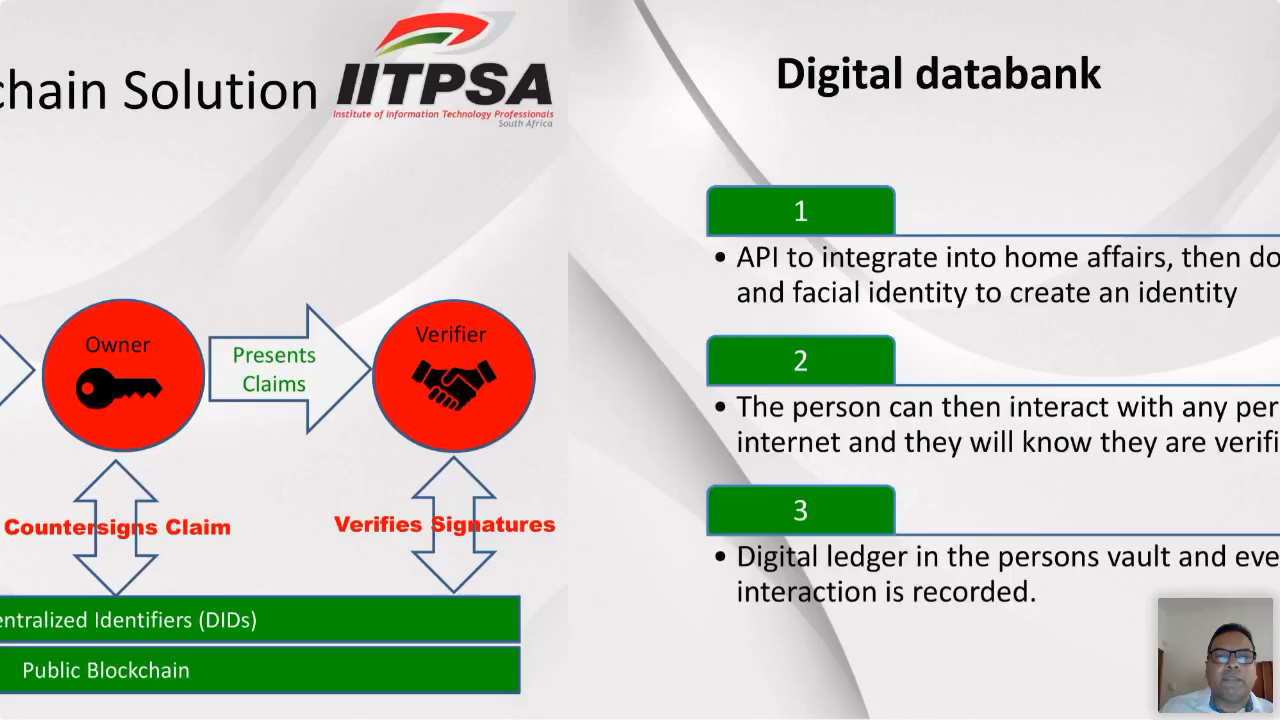 chain Solution
IITPSA
Institute of Information Technology Professionals
South Africa
Owner
Presents
Claims
Verifier
Countersigns Claim
Verifies Signatures
entralized Identifiers (DIDs)
Public Blockchain
Digital databank
1
• API to integrate into home affairs, then do
and facial identity to create an identity
2
• The person can then interact with any per
internet and they will know they are verifi
3
• Digital ledger in the persons vault and eve
interaction is recorded.